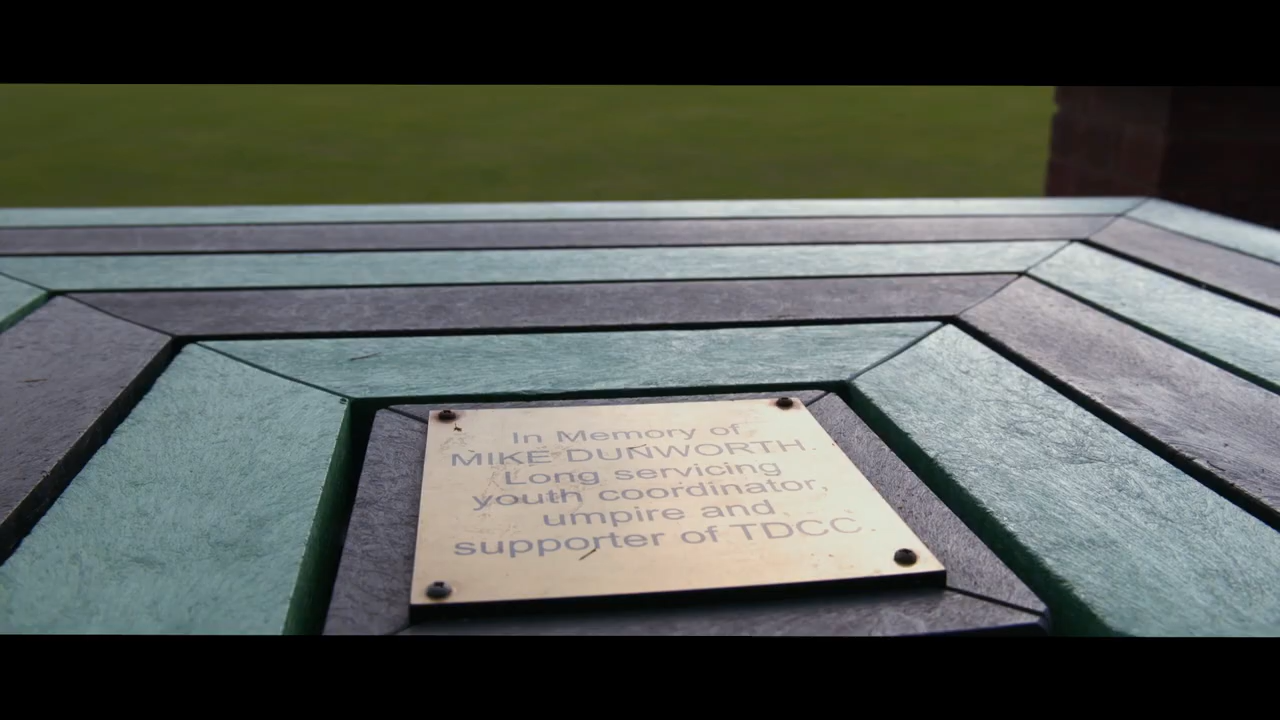 In Memory of
MIKE DUNWORTH.
Long servicing
youth coordinator,
umpire and
supporter of TDCC.